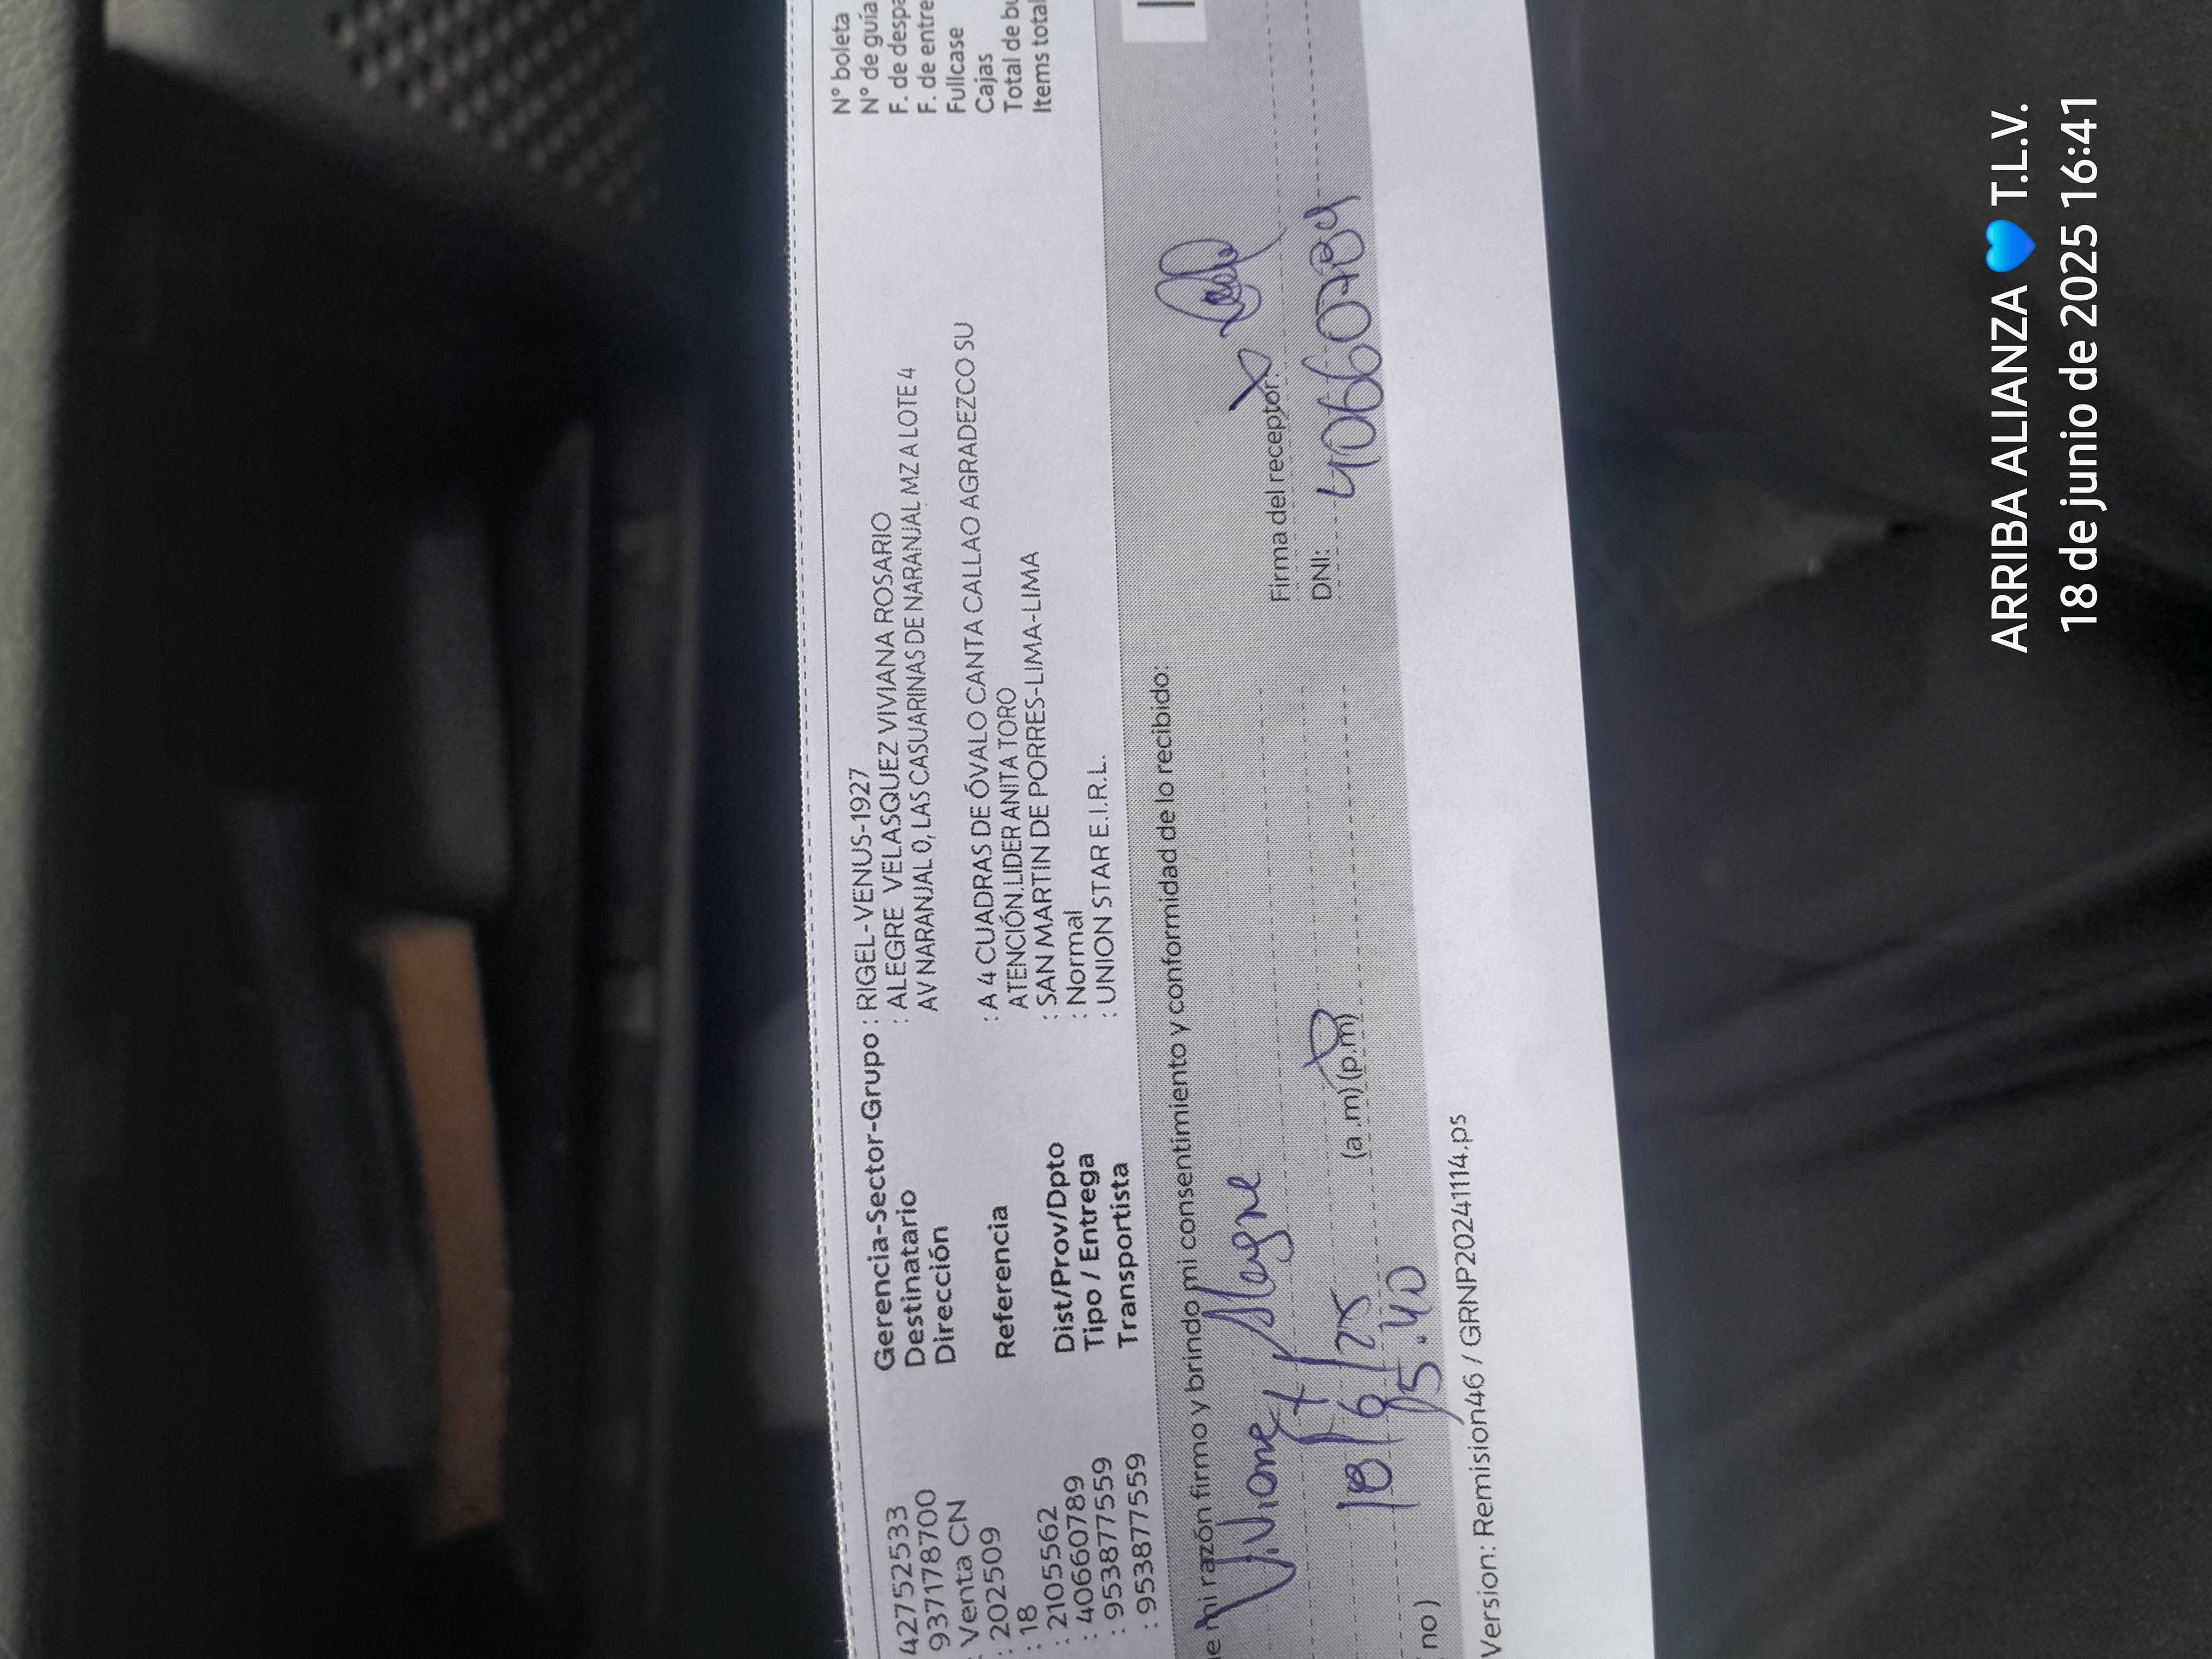 42752533
937178700
Venta CN
: 202509
: 18
: 2105562
: 40660789
: 953877559
: 953877559
Gerencia-Sector-Grupo : RIGEL-VENUS-1927
Destinatario : ALEGRE VELASQUEZ VIVIANA ROSARIO
Dirección AV NARANJAL 0, LAS CASUARINAS DE NARANJAL MZ A LOTE 4
Referencia : A 4 CUADRAS DE ÓVALO CANTA CALLAO AGRADEZCO SU
ATENCIÓN.LIDER ANITA TORO
Dist/Prov/Dpto : SAN MARTIN DE PORRES-LIMA-LIMA
Tipo / Entrega : Normal
Transportista : UNION STAR E.I.R.L.
N° boleta
N° de guía
F. de despa
F. de entre
Fullcase
Cajas
Total de bu
Items total
e mi razón firmo y brindo mi consentimiento y conformidad de lo recibido:
Alegre
Firma del receptor:
18/6/25
DNI: 40660789
05:40 (a.m)(p.m)
no)
Version: Remision46 / GRNP20241114.ps
ARRIBA ALIANZA 💙 T.L.V.
18 de junio de 2025 16:41